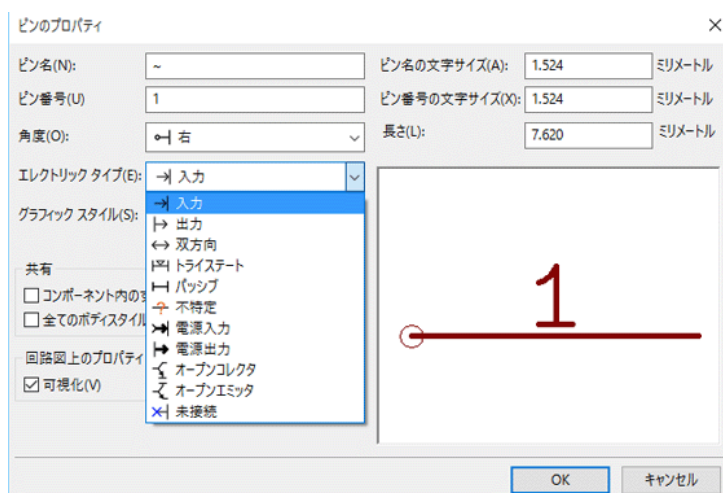 ピンのプロパティ
ピン名(N):
~
ピン名の文字サイズ(A):
1.524
ミリメートル
ピン番号(U)
1
ピン番号の文字サイズ(X):
1.524
ミリメートル
角度(O):
右
長さ(L):
7.620
ミリメートル
エレクトリック タイプ(E):
入力
グラフィック スタイル(S):
入力
出力
双方向
トライステート
パッシブ
不特定
電源入力
電源出力
オープンコレクタ
オープンエミッタ
未接続
共有
コンポーネント内のす
全てのボディスタイル
回路図上のプロパティ
可視化(V)
1
OK
キャンセル